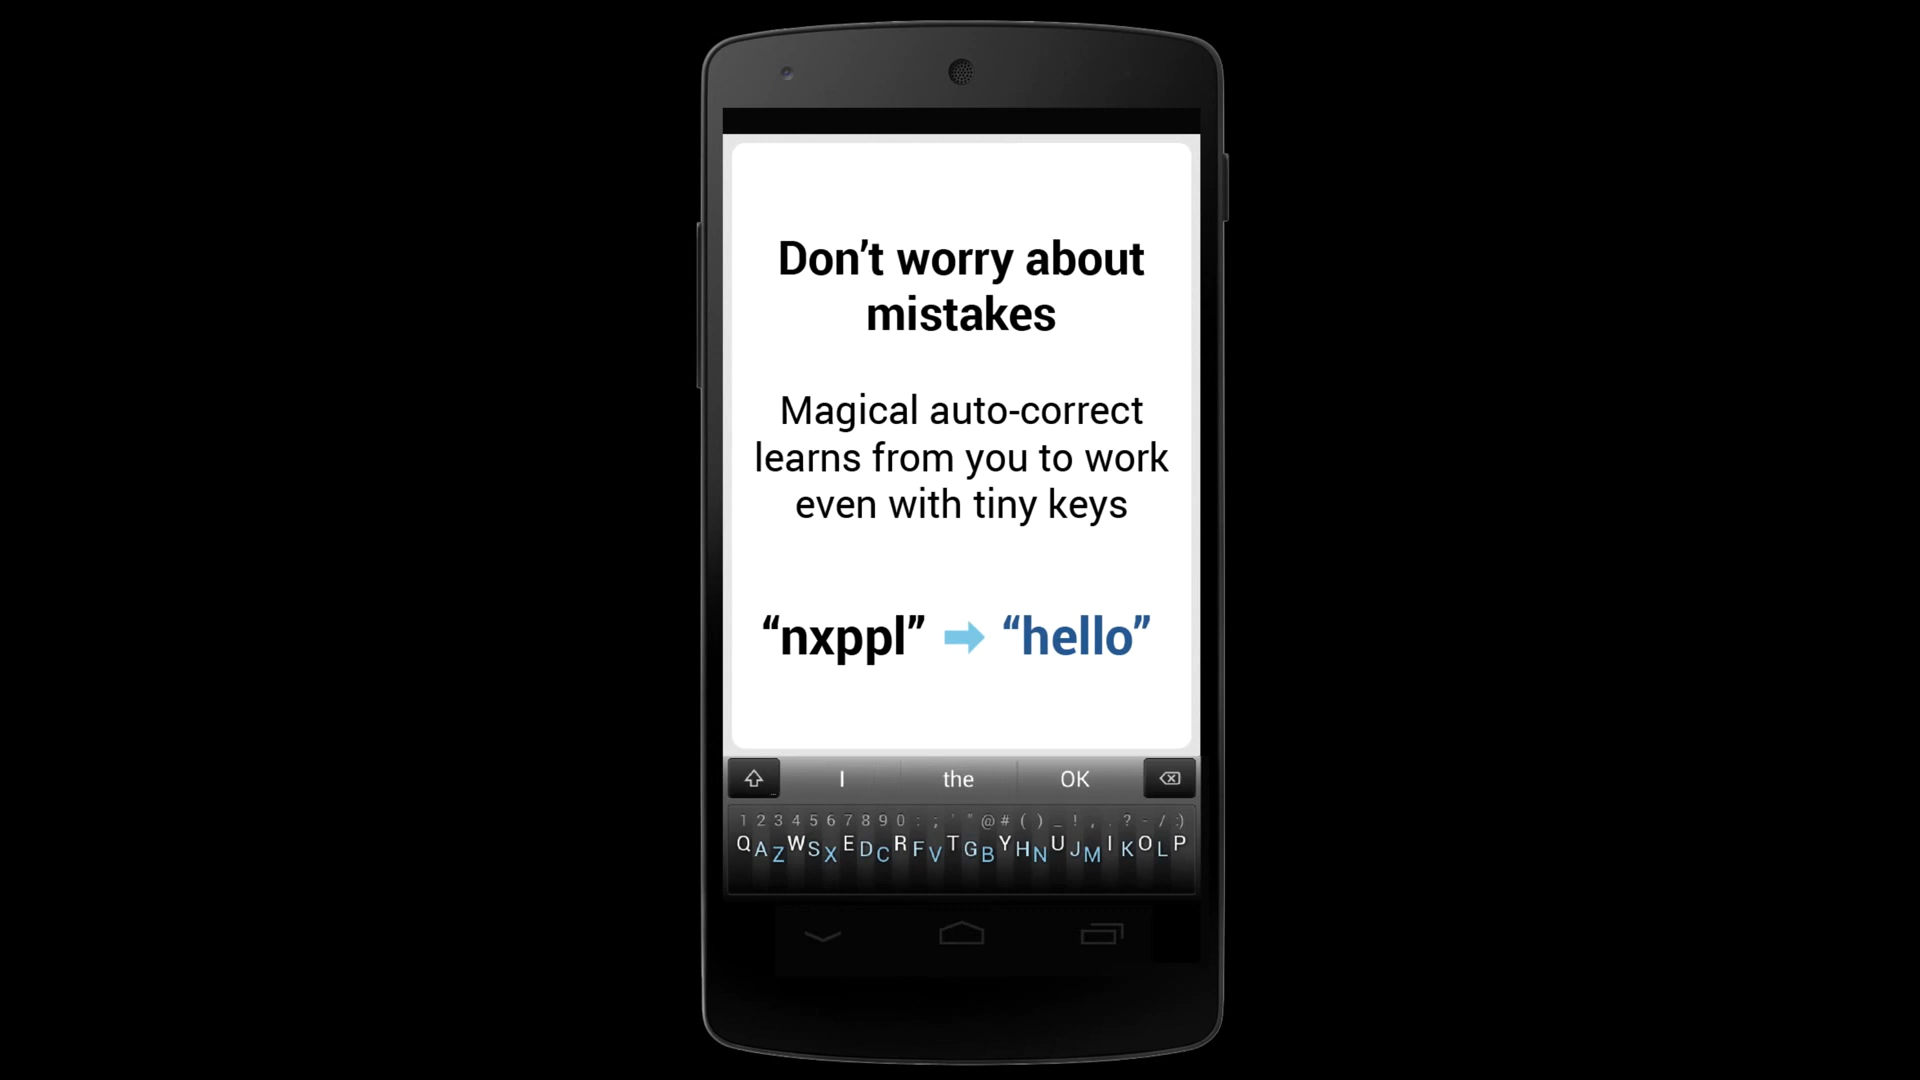 Don’t worry about
mistakes
Magical auto-correct
learns from you to work
even with tiny keys
“nxppl” ➡ “hello”
I the OK
1 2 3 4 5 6 7 8 9 0 : ; ' " @ # ( ) _ ! , . ? - / :)
Q A Z W S X E D C R F V T G B Y H N U J M I K O L P